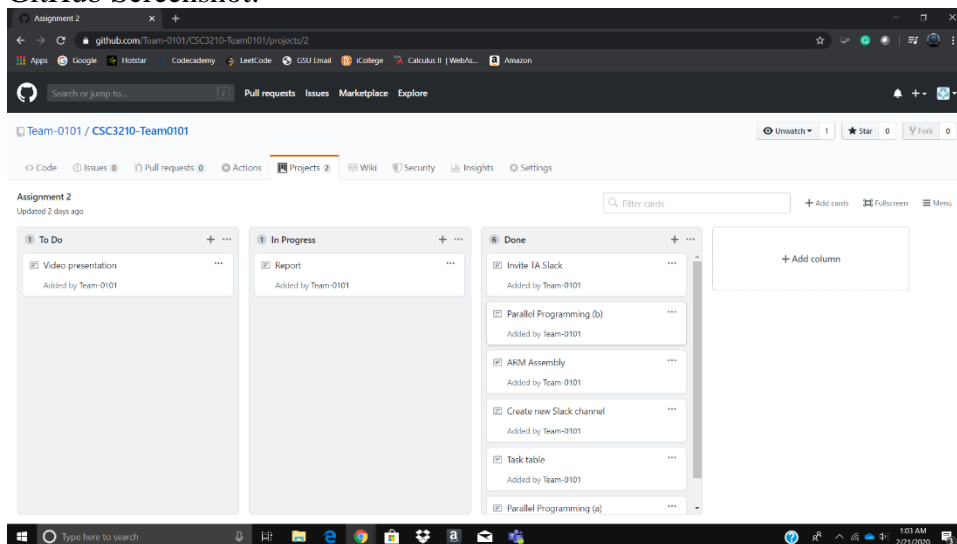 GitHub Screenshot:
Assignment 2
github.com/Team-0101/CSC3210-Team0101/projects/2
Apps Google Hotstar Codecademy LeetCode GSU Email iCollege Calculus II | WebAs... Amazon
Search or jump to... / Pull requests Issues Marketplace Explore
Team-0101 / CSC3210-Team0101 Unwatch 1 Star 0 Fork 0
Code Issues 0 Pull requests 0 Actions Projects 2 Wiki Security Insights Settings
Assignment 2
Updated 2 days ago
Filter cards + Add cards Fullscreen Menu
1 To Do + ...
Video presentation ...
Added by Team-0101
1 In Progress + ...
Report ...
Added by Team-0101
6 Done + ...
Invite TA Slack ...
Added by Team-0101
Parallel Programming (b) ...
Added by Team-0101
ARM Assembly ...
Added by Team-0101
Create new Slack channel ...
Added by Team-0101
Task table ...
Added by Team-0101
Parallel Programming (a) ...
+ Add column
Type here to search
1:03 AM
2/21/2020